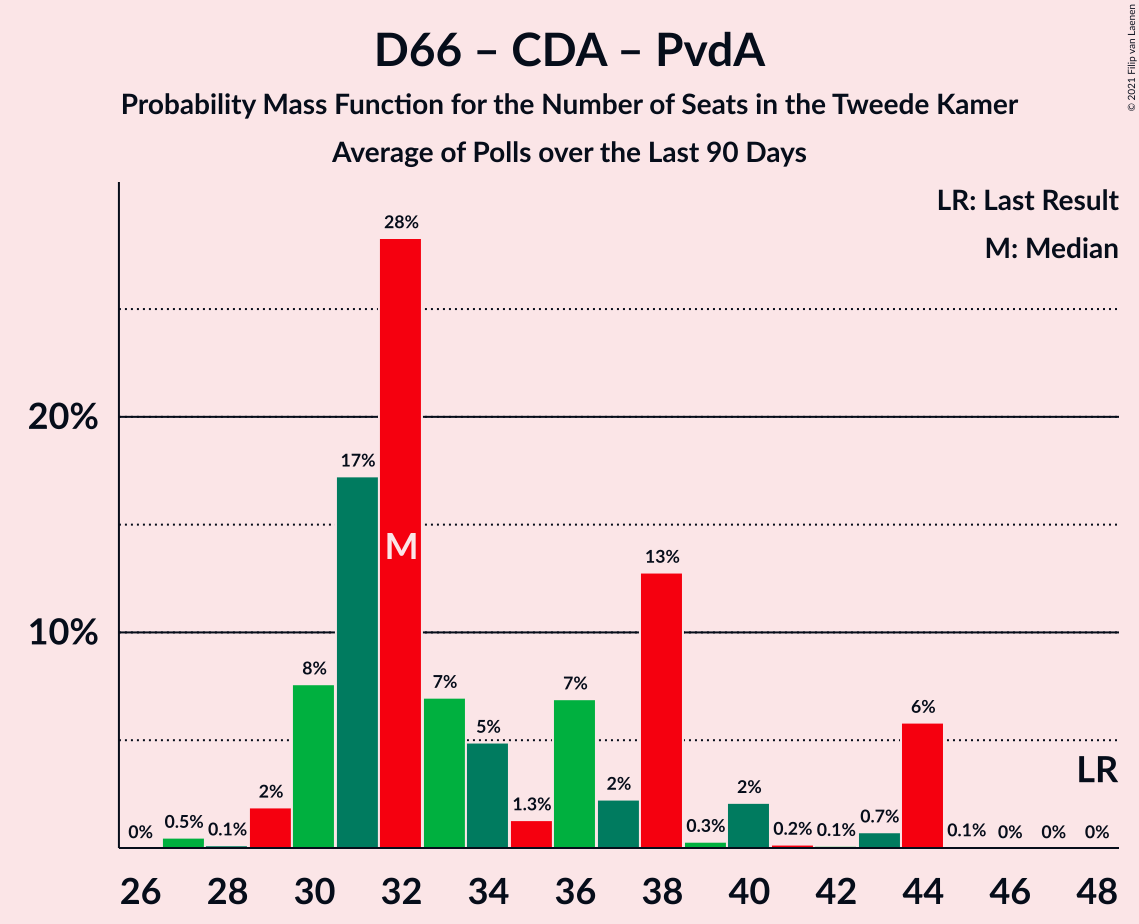 D66 – CDA – PvdA
Probability Mass Function for the Number of Seats in the Tweede Kamer
Average of Polls over the Last 90 Days
© 2021 Filip van Laenen
LR: Last Result
M: Median
28%
20%
17%
M
13%
10%
8%
7%
7%
6%
5%
LR
2%
2%
2%
1.3%
0.7%
0% 0.5% 0.1% 0.3% 0.2% 0.1% 0.1% 0% 0% 0%
26 28 30 32 34 36 38 40 42 44 46 48